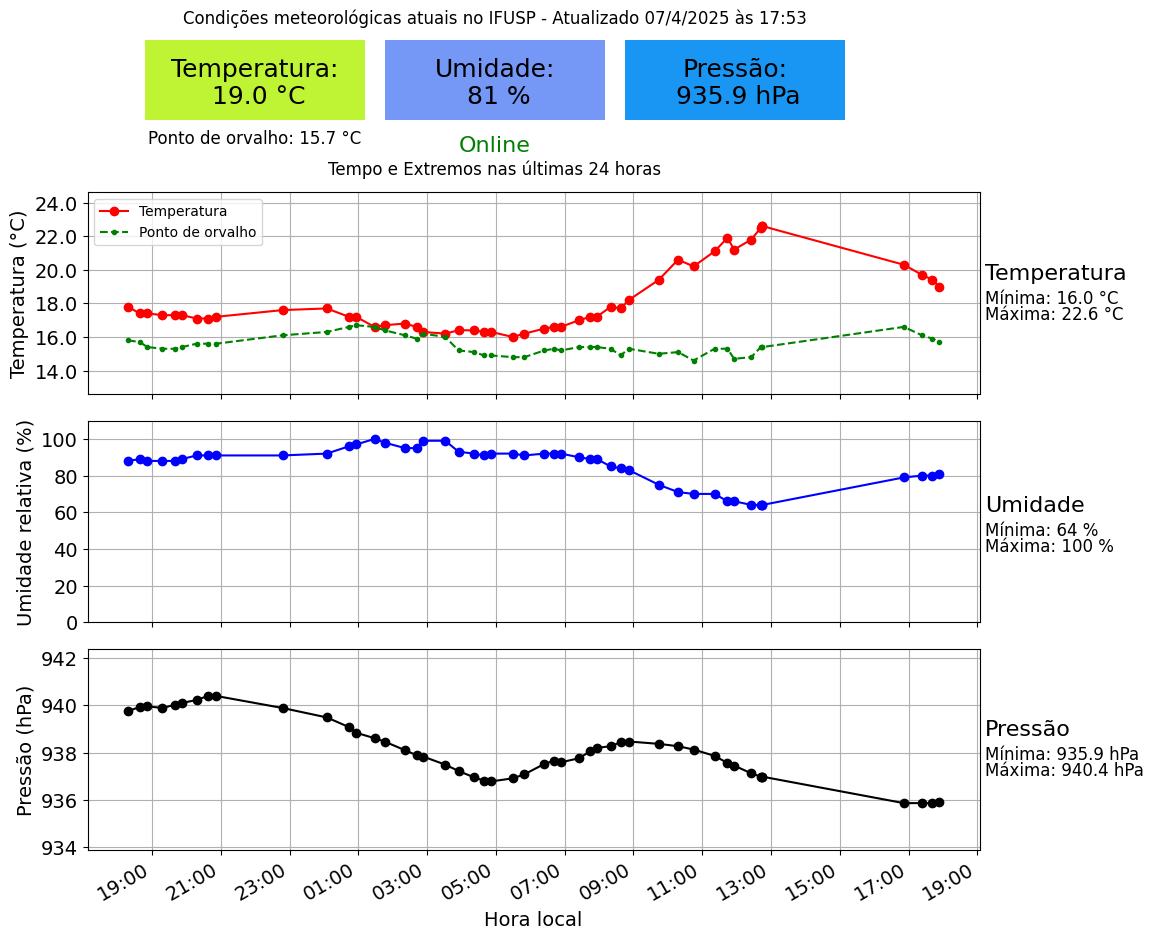 Condições meteorológicas atuais no IFUSP - Atualizado 07/4/2025 às 17:53
Temperatura:
19.0 °C
Umidade:
81 %
Pressão:
935.9 hPa
Ponto de orvalho: 15.7 °C
Online
Tempo e Extremos nas últimas 24 horas
Temperatura (°C)
24.0
22.0
20.0
18.0
16.0
14.0
Temperatura
Ponto de orvalho
Temperatura
Mínima: 16.0 °C
Máxima: 22.6 °C
Umidade relativa (%)
100
80
60
40
20
0
Umidade
Mínima: 64 %
Máxima: 100 %
Pressão (hPa)
942
940
938
936
934
Pressão
Mínima: 935.9 hPa
Máxima: 940.4 hPa
19:00
21:00
23:00
01:00
03:00
05:00
07:00
09:00
11:00
13:00
15:00
17:00
19:00
Hora local